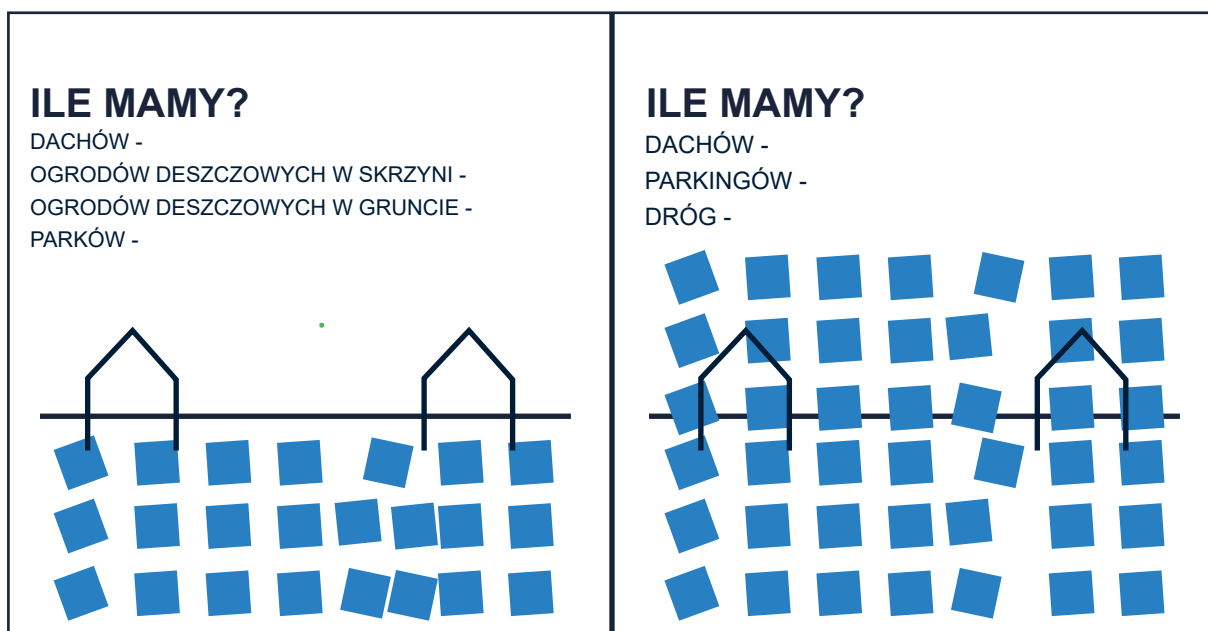 ILE MAMY?
DACHÓW -
OGRODÓW DESZCZOWYCH W SKRZYNI -
OGRODÓW DESZCZOWYCH W GRUNCIE -
PARKÓW -
ILE MAMY?
DACHÓW -
PARKINGÓW -
DRÓG -